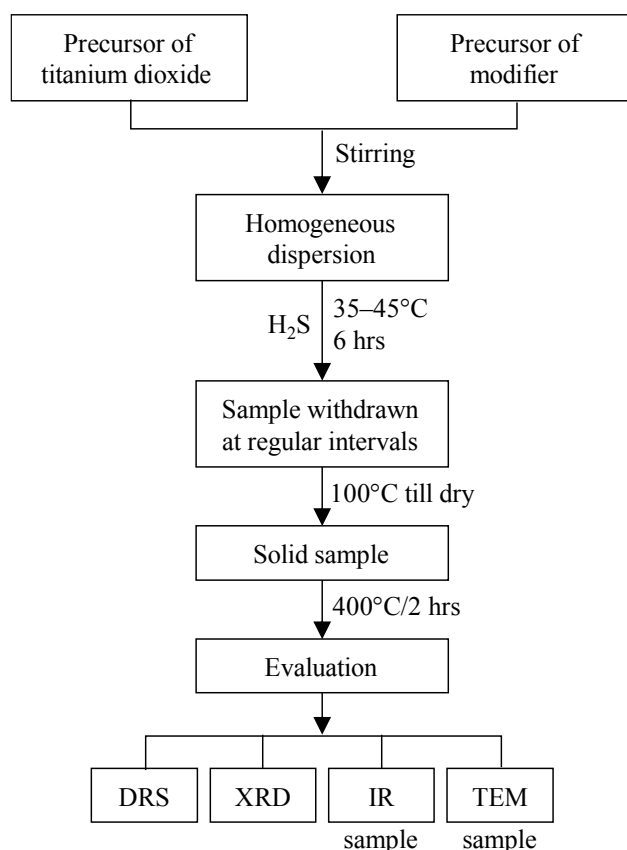 Precursor of
titanium dioxide
Precursor of
modifier
Stirring
Homogeneous
dispersion
H₂S
35–45°C
6 hrs
Sample withdrawn
at regular intervals
100°C till dry
Solid sample
400°C/2 hrs
Evaluation
DRS
XRD
IR
TEM
sample
sample